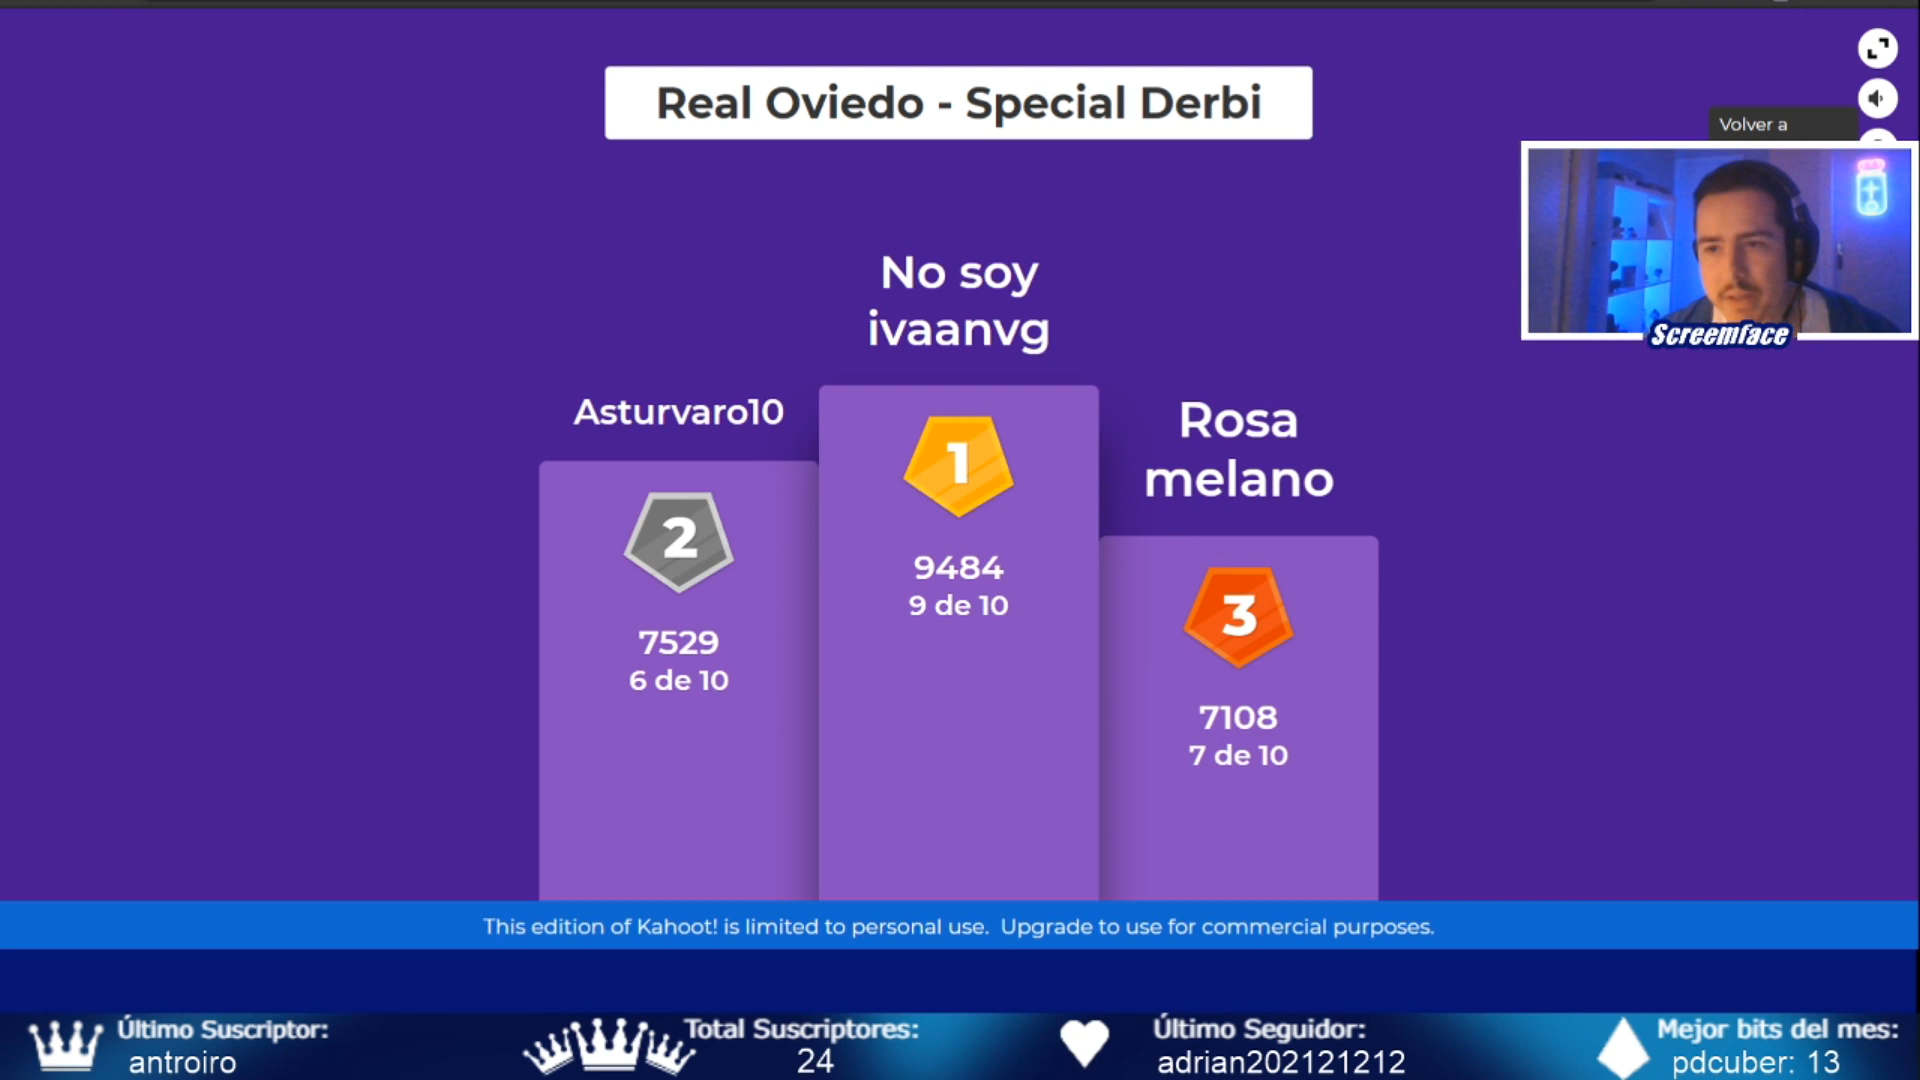 Real Oviedo - Special Derbi
Volver a
Screemface
No soy
ivaanvg
Asturvaro10
Rosa
melano
1
9484
9 de 10
2
7529
6 de 10
3
7108
7 de 10
This edition of Kahoot! is limited to personal use. Upgrade to use for commercial purposes.
Último Suscriptor:
antroiro
Total Suscriptores:
24
Último Seguidor:
adrian202121212
Mejor bits del mes:
pdcuber: 13